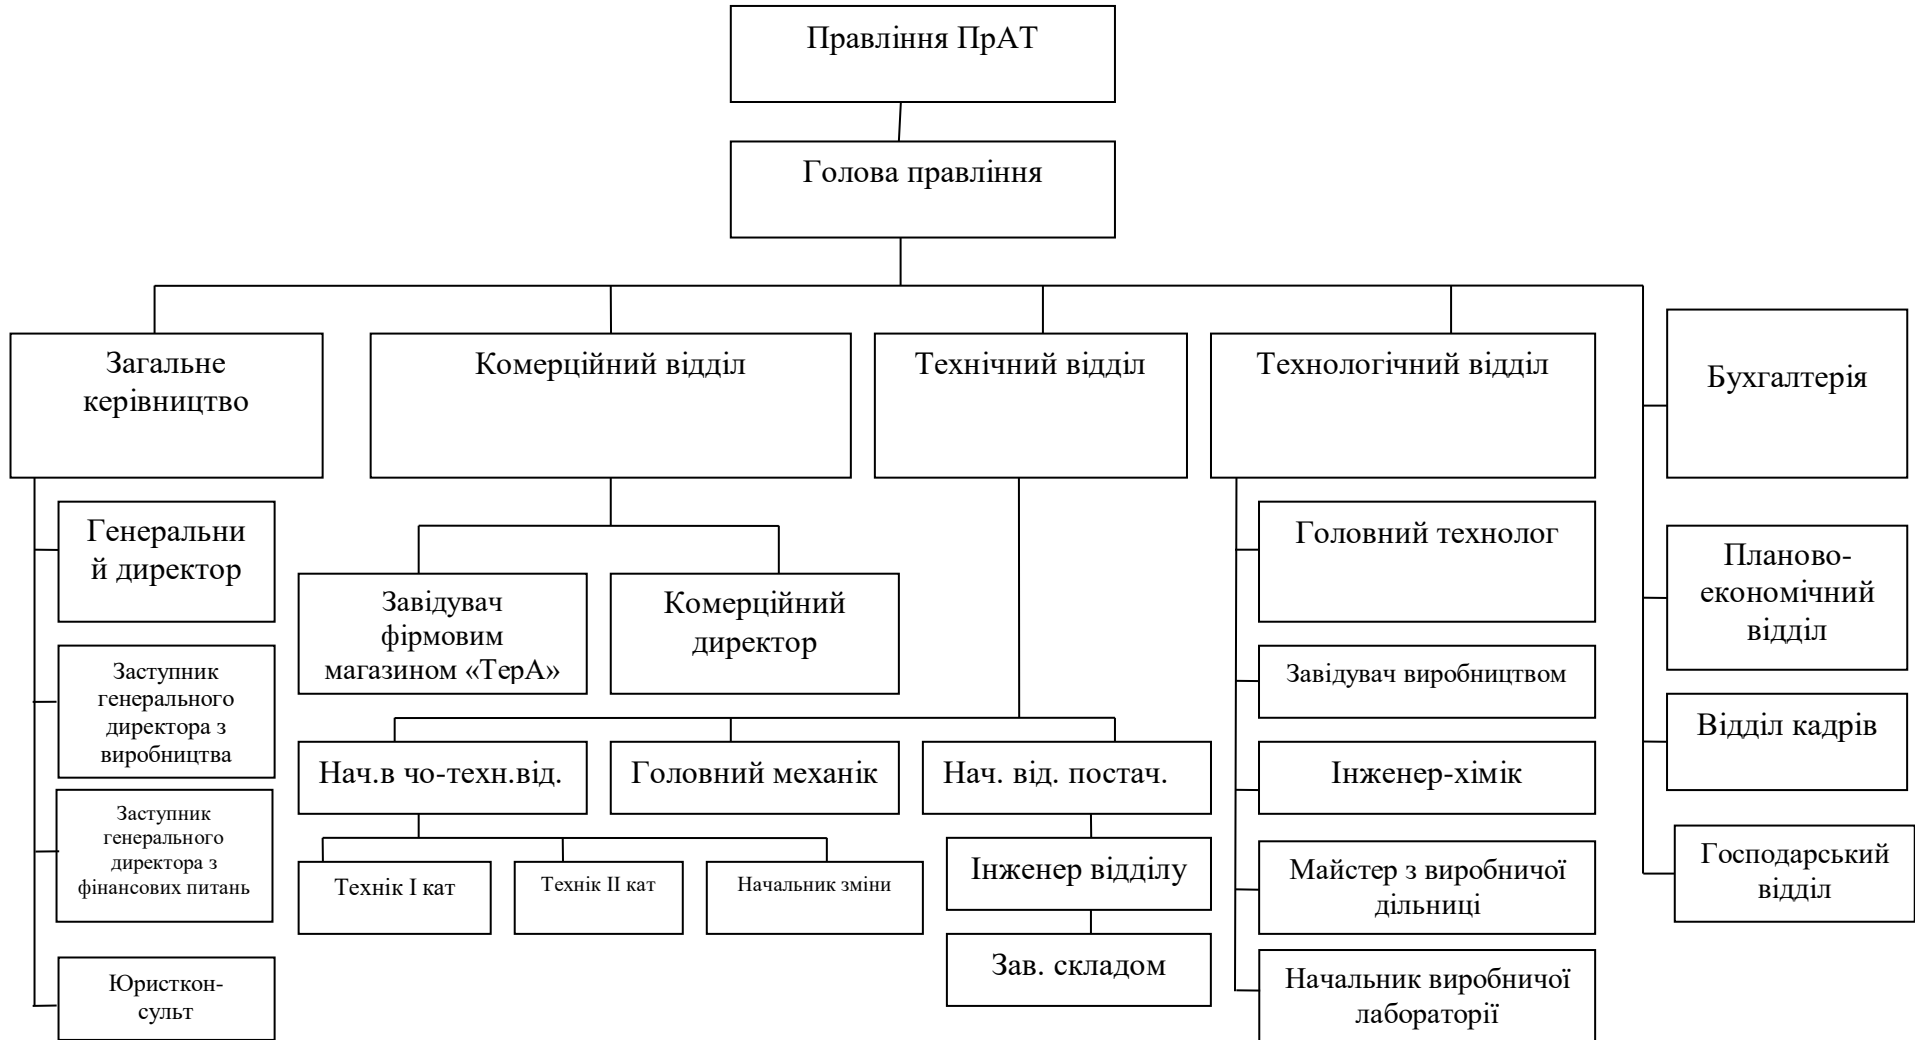 Правління ПрАТ
Голова правління
Загальне
керівництво
Комерційний відділ
Технічний відділ
Технологічний відділ
Бухгалтерія
Генеральни
й директор
Заступник
генерального
директора з
виробництва
Заступник
генерального
директора з
фінансових питань
Юристкон-
сульт
Завідувач
фірмовим
магазином «ТерА»
Комерційний
директор
Нач.в чо-техн.від.
Головний механік
Нач. від. постач.
Технік І кат
Технік ІІ кат
Начальник зміни
Інженер відділу
Зав. складом
Головний технолог
Завідувач виробництвом
Інженер-хімік
Майстер з виробничої
дільниці
Начальник виробничої
лабораторії
Планово-
економічний
відділ
Відділ кадрів
Господарський
відділ